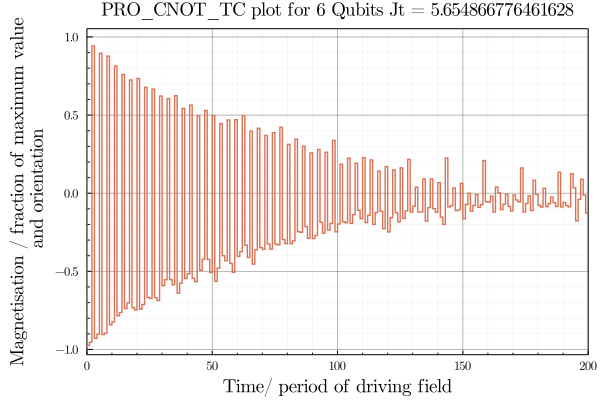 PRO_CNOT_TC plot for 6 Qubits Jt = 5.654866776461628
Magnetisation / fraction of maximum value
and orientation
1.0
0.5
0.0
−0.5
−1.0
0 50 100 150 200
Time/ period of driving field